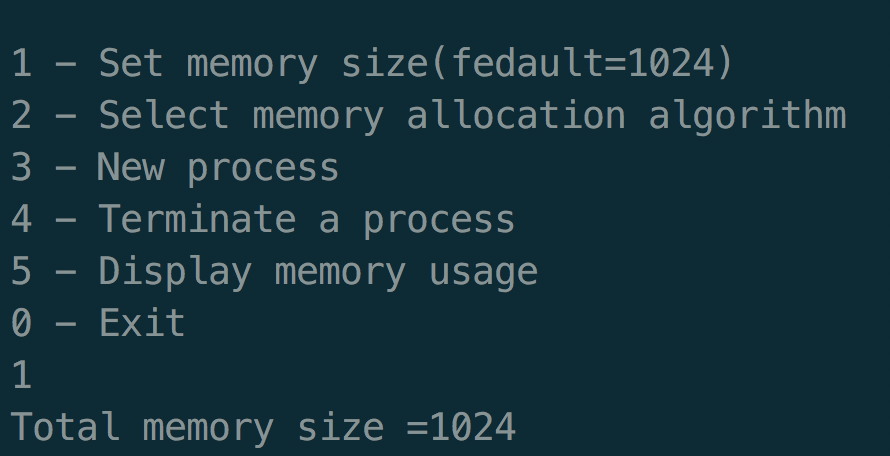 1 – Set memory size(fedault=1024)
2 – Select memory allocation algorithm
3 – New process
4 – Terminate a process
5 – Display memory usage
0 – Exit
1
Total memory size =1024